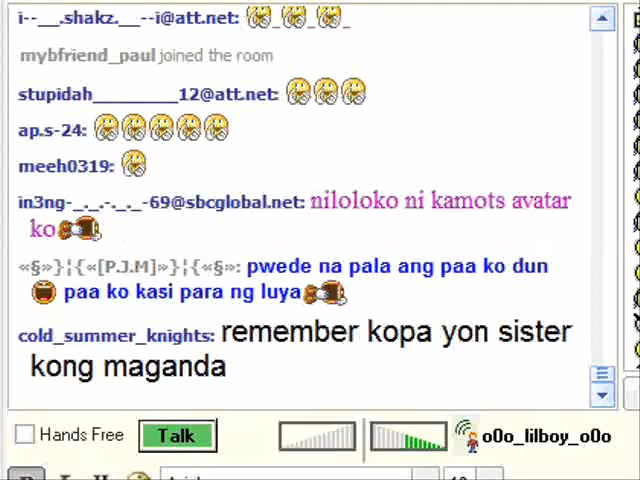 i--__.shakz.__--i@att.net:
mybfriend_paul joined the room
stupidah________12@att.net:
ap.s-24:
meeh0319:
in3ng-_._.-._._-69@sbcglobal.net: niloloko ni kamots avatar
ko
«§»}¦{«[P.J.M]»}¦{«§»: pwede na pala ang paa ko dun
paa ko kasi para ng luya
cold_summer_knights: remember kopa yon sister
kong maganda
Hands Free Talk o0o_lilboy_o0o